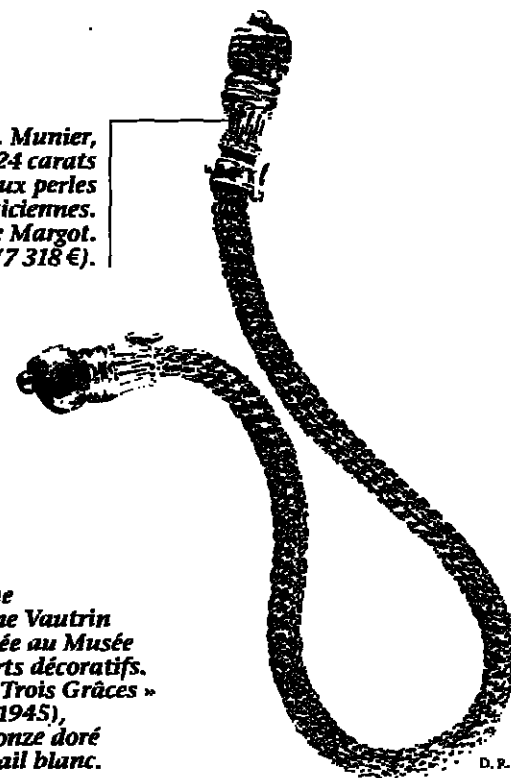 . Munier,
24 carats
ux perles
iciennes.
e Margot.
(7 318 €).
e
ne Vautrin
ée au Musée
rts décoratifs.
Trois Grâces »
1945),
onze doré
ail blanc.
D. R.